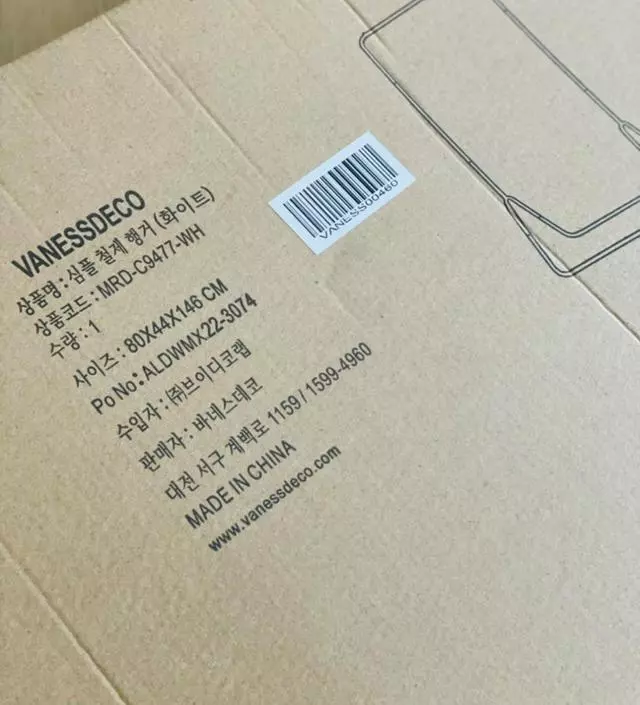 VANESSDECO
상품명 : 심플 철제 행거 (화이트)
상품코드 : MRD-C9477-WH
수량 : 1
사이즈 : 80X44X146 CM
Po No : ALDWMX22-3074
수입자 : ㈜브이디코랩
판매자 : 바네스데코
대전 서구 계백로 1159 / 1599-4960
MADE IN CHINA
www.vanessdeco.com
VANESS00460